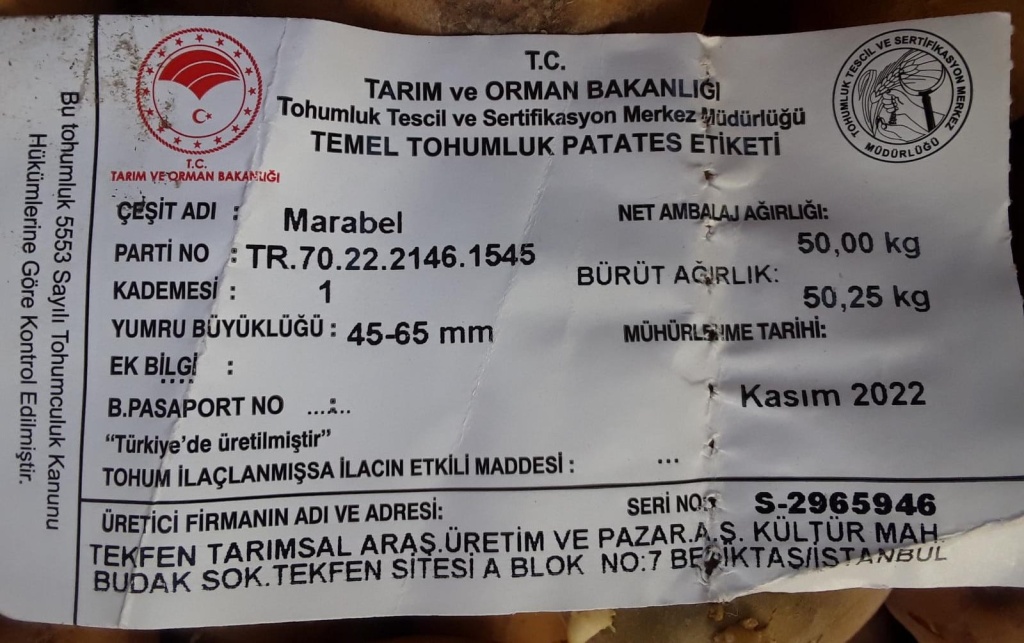 T.C.
TARIM ve ORMAN BAKANLIĞI
Tohumluk Tescil ve Sertifikasyon Merkez Müdürlüğü
TEMEL TOHUMLUK PATATES ETİKETİ
T.C.
TARIM VE ORMAN BAKANLIĞI
TOHUMLUK TESCİL VE SERTİFİKASYON MERKEZ MÜDÜRLÜĞÜ
Bu tohumluk 5553 Sayılı Tohumculuk Kanunu
Hükümlerine Göre Kontrol Edilmiştir.
ÇEŞİT ADI : Marabel
PARTİ NO : TR.70.22.2146.1545
KADEMESİ : 1
YUMRU BÜYÜKLÜĞÜ : 45-65 mm
EK BİLGİ :
....
B.PASAPORT NO ...:..
“Türkiye’de üretilmiştir”
TOHUM İLAÇLANMIŞSA İLACIN ETKİLİ MADDESİ : ...
NET AMBALAJ AĞIRLIĞI:
50,00 kg
BÜRÜT AĞIRLIK:
50,25 kg
MÜHÜRLENME TARİHİ:
Kasım 2022
ÜRETİCİ FİRMANIN ADI VE ADRESİ:
SERİ NO: S-2965946
TEKFEN TARIMSAL ARAŞ.ÜRETİM VE PAZAR.A.Ş. KÜLTÜR MAH.
BUDAK SOK.TEKFEN SİTESİ A BLOK NO:7 BEŞİKTAŞ/İSTANBUL